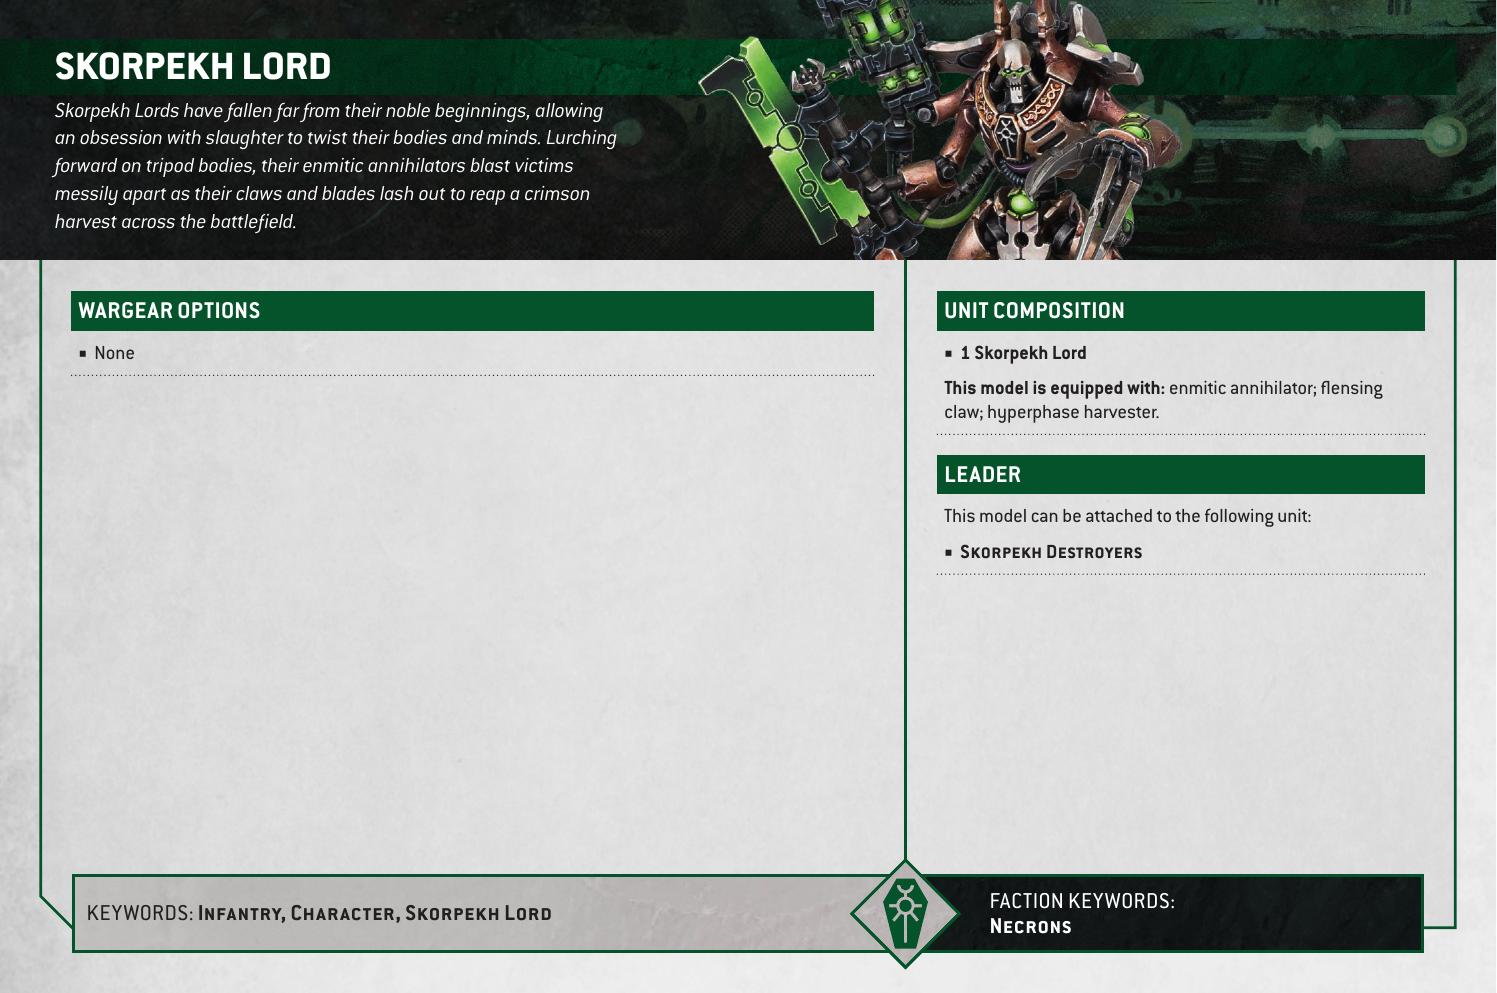 SKORPEKH LORD
Skorpekh Lords have fallen far from their noble beginnings, allowing
an obsession with slaughter to twist their bodies and minds. Lurching
forward on tripod bodies, their enmitic annihilators blast victims
messily apart as their claws and blades lash out to reap a crimson
harvest across the battlefield.
WARGEAR OPTIONS
▪ None
UNIT COMPOSITION
▪ 1 Skorpekh Lord
This model is equipped with: enmitic annihilator; flensing
claw; hyperphase harvester.
LEADER
This model can be attached to the following unit:
▪ Skorpekh Destroyers
KEYWORDS: Infantry, Character, Skorpekh Lord
FACTION KEYWORDS:
Necrons